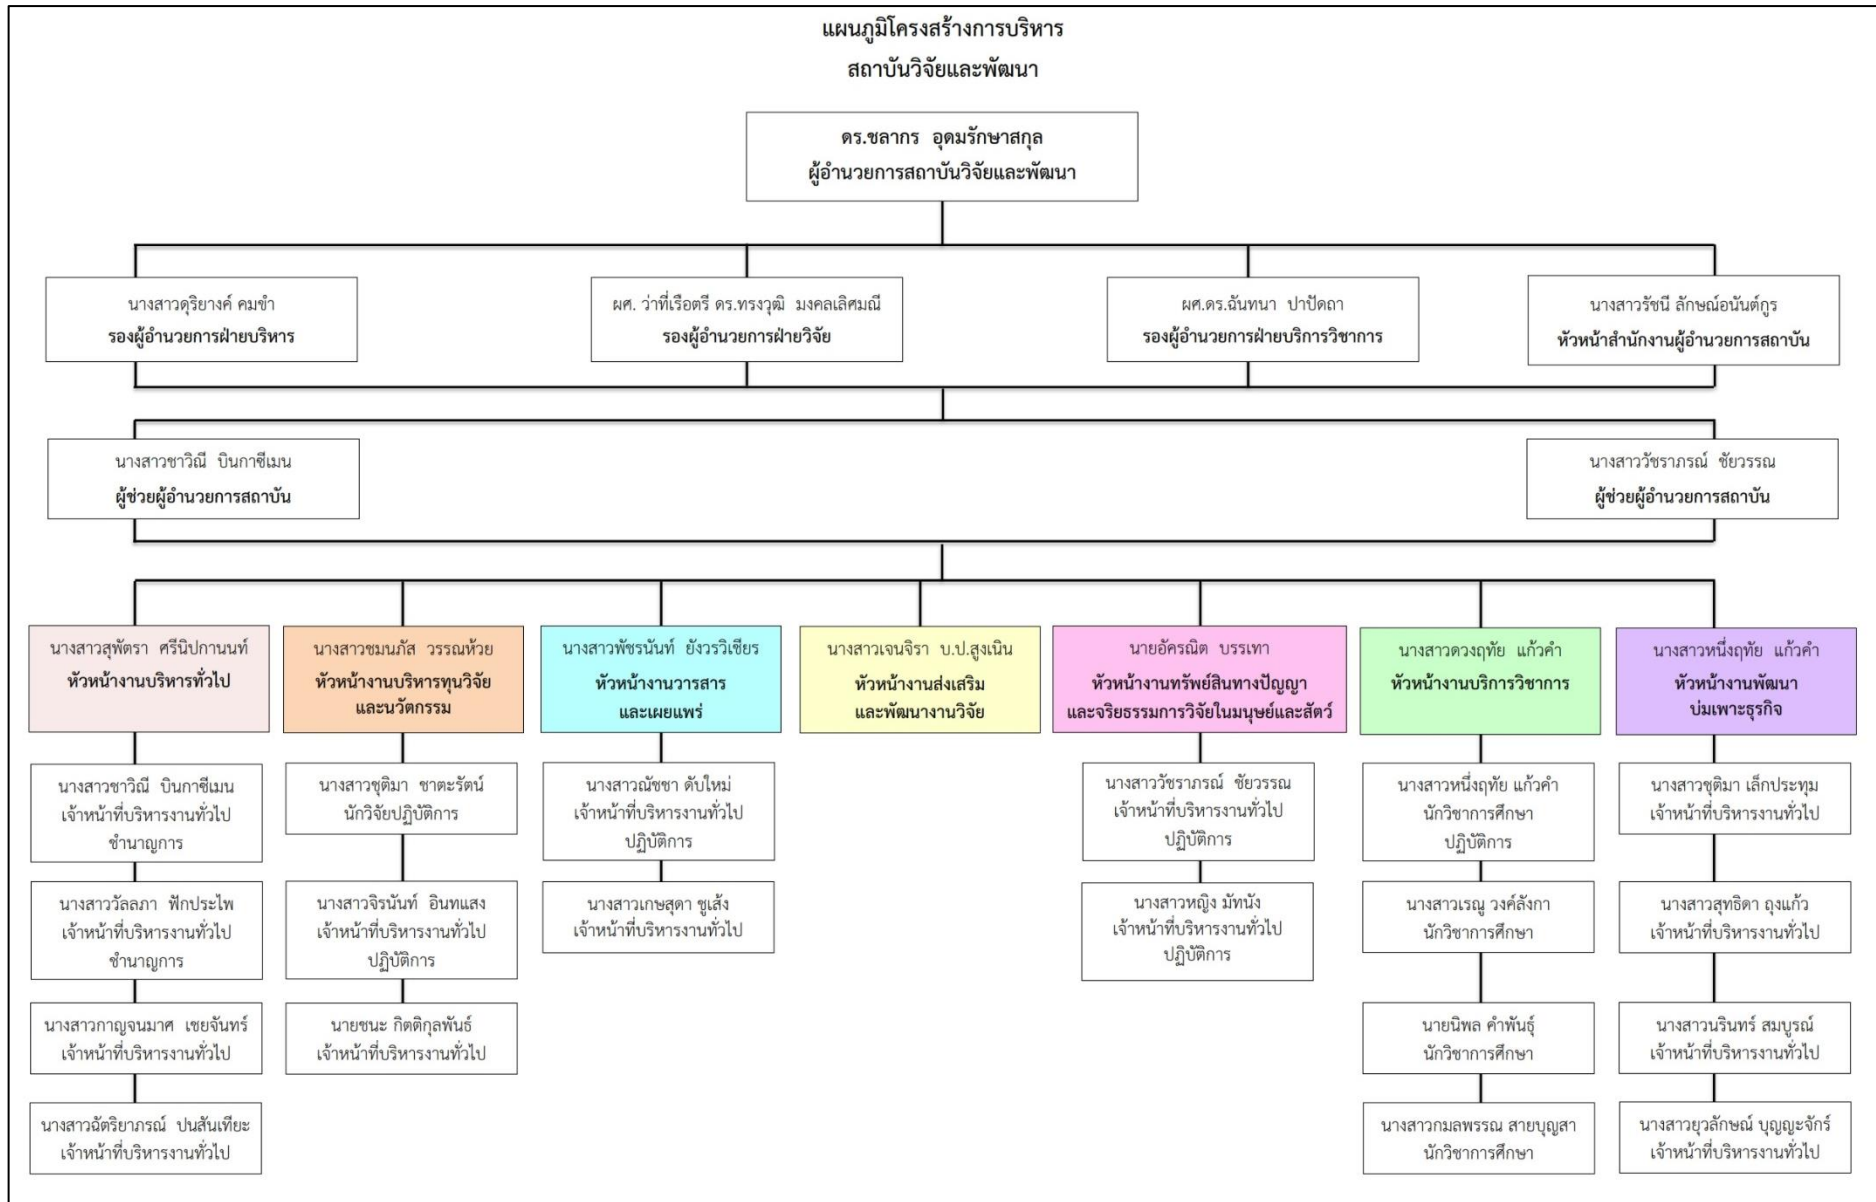 แผนภูมิโครงสร้างการบริหาร
สถาบันวิจัยและพัฒนา
ดร.ชลากร อุดมรักษาสกุล
ผู้อำนวยการสถาบันวิจัยและพัฒนา
นางสาวดุริยางค์ คมขำ
รองผู้อำนวยการฝ่ายบริหาร
ผศ. ว่าที่เรือตรี ดร.ทรงวุฒิ มงคลเลิศมณี
รองผู้อำนวยการฝ่ายวิจัย
ผศ.ดร.ฉันทนา ปาปัดถา
รองผู้อำนวยการฝ่ายบริการวิชาการ
นางสาวรัชนี ลักษณ์อนันต์กูร
หัวหน้าสำนักงานผู้อำนวยการสถาบัน
นางสาวชาวิณี บินกาซีเมน
ผู้ช่วยผู้อำนวยการสถาบัน
นางสาววัชราภรณ์ ชัยวรรณ
ผู้ช่วยผู้อำนวยการสถาบัน
นางสาวสุพัตรา ศรีนิปกานนท์
หัวหน้างานบริหารทั่วไป
นางสาวชมนภัส วรรณห้วย
หัวหน้างานบริหารทุนวิจัย
และนวัตกรรม
นางสาวพัชรนันท์ ยังวรวิเชียร
หัวหน้างานวารสาร
และเผยแพร่
นางสาวเจนจิรา บ.ป.สูงเนิน
หัวหน้างานส่งเสริม
และพัฒนางานวิจัย
นายอัครณิต บรรเทา
หัวหน้างานทรัพย์สินทางปัญญา
และจริยธรรมการวิจัยในมนุษย์และสัตว์
นางสาวดวงฤทัย แก้วคำ
หัวหน้างานบริการวิชาการ
นางสาวหนึ่งฤทัย แก้วคำ
หัวหน้างานพัฒนา
บ่มเพาะธุรกิจ
นางสาวชาวิณี บินกาซีเมน
เจ้าหน้าที่บริหารงานทั่วไป
ชำนาญการ
นางสาวชุติมา ชาตะรัตน์
นักวิจัยปฏิบัติการ
นางสาวณัชชา ดับใหม่
เจ้าหน้าที่บริหารงานทั่วไป
ปฏิบัติการ
นางสาววัชราภรณ์ ชัยวรรณ
เจ้าหน้าที่บริหารงานทั่วไป
ปฏิบัติการ
นางสาวหนึ่งฤทัย แก้วคำ
นักวิชาการศึกษา
ปฏิบัติการ
นางสาวชุติมา เล็กประทุม
เจ้าหน้าที่บริหารงานทั่วไป
นางสาววัลลภา ฟักประไพ
เจ้าหน้าที่บริหารงานทั่วไป
ชำนาญการ
นางสาวจิรนันท์ อินทแสง
เจ้าหน้าที่บริหารงานทั่วไป
ปฏิบัติการ
นางสาวเกษสุดา ชูเส้ง
เจ้าหน้าที่บริหารงานทั่วไป
นางสาวหญิง มัทนัง
เจ้าหน้าที่บริหารงานทั่วไป
ปฏิบัติการ
นางสาวเรณู วงค์ลังกา
นักวิชาการศึกษา
นางสาวสุทธิดา ถุงแก้ว
เจ้าหน้าที่บริหารงานทั่วไป
นางสาวกาญจนมาศ เชยจันทร์
เจ้าหน้าที่บริหารงานทั่วไป
นายชนะ กิตติกุลพันธ์
เจ้าหน้าที่บริหารงานทั่วไป
นายนิพล คำพันธุ์
นักวิชาการศึกษา
นางสาวนรินทร์ สมบูรณ์
เจ้าหน้าที่บริหารงานทั่วไป
นางสาวฉัตริยาภรณ์ ปนสันเทียะ
เจ้าหน้าที่บริหารงานทั่วไป
นางสาวกมลพรรณ สายบุญสา
นักวิชาการศึกษา
นางสาวยุวลักษณ์ บุญญะจักร์
เจ้าหน้าที่บริหารงานทั่วไป